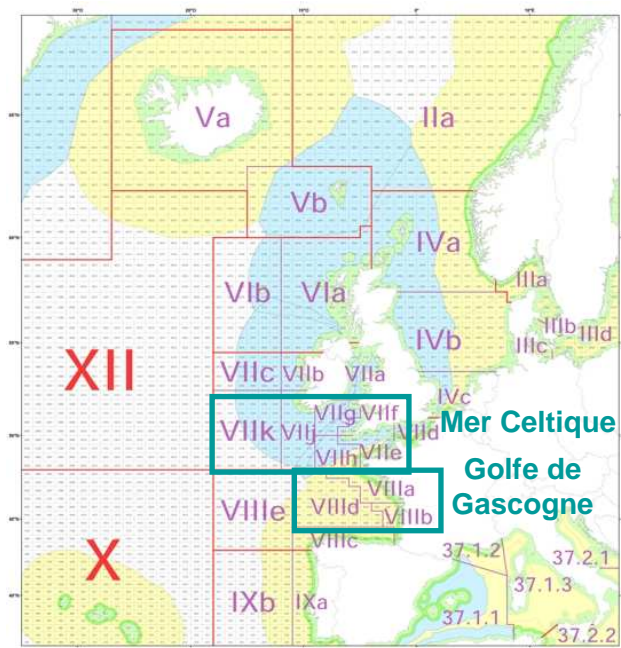 Va
IIa
Vb
IVa
IIIa
VIb
VIa
IVb
IIIb
IIId
IIIc
XII
VIIc
VIIb
VIIa
IVc
VIIg
VIIf
VIIk
VIIj
VIId
Mer Celtique
VIIh
VIIe
Golfe de
Gascogne
VIIIa
VIIIe
VIIId
VIIIb
VIIIc
X
37.1.2
37.2.1
37.1.3
IXb
IXa
37.1.1
37.2.2